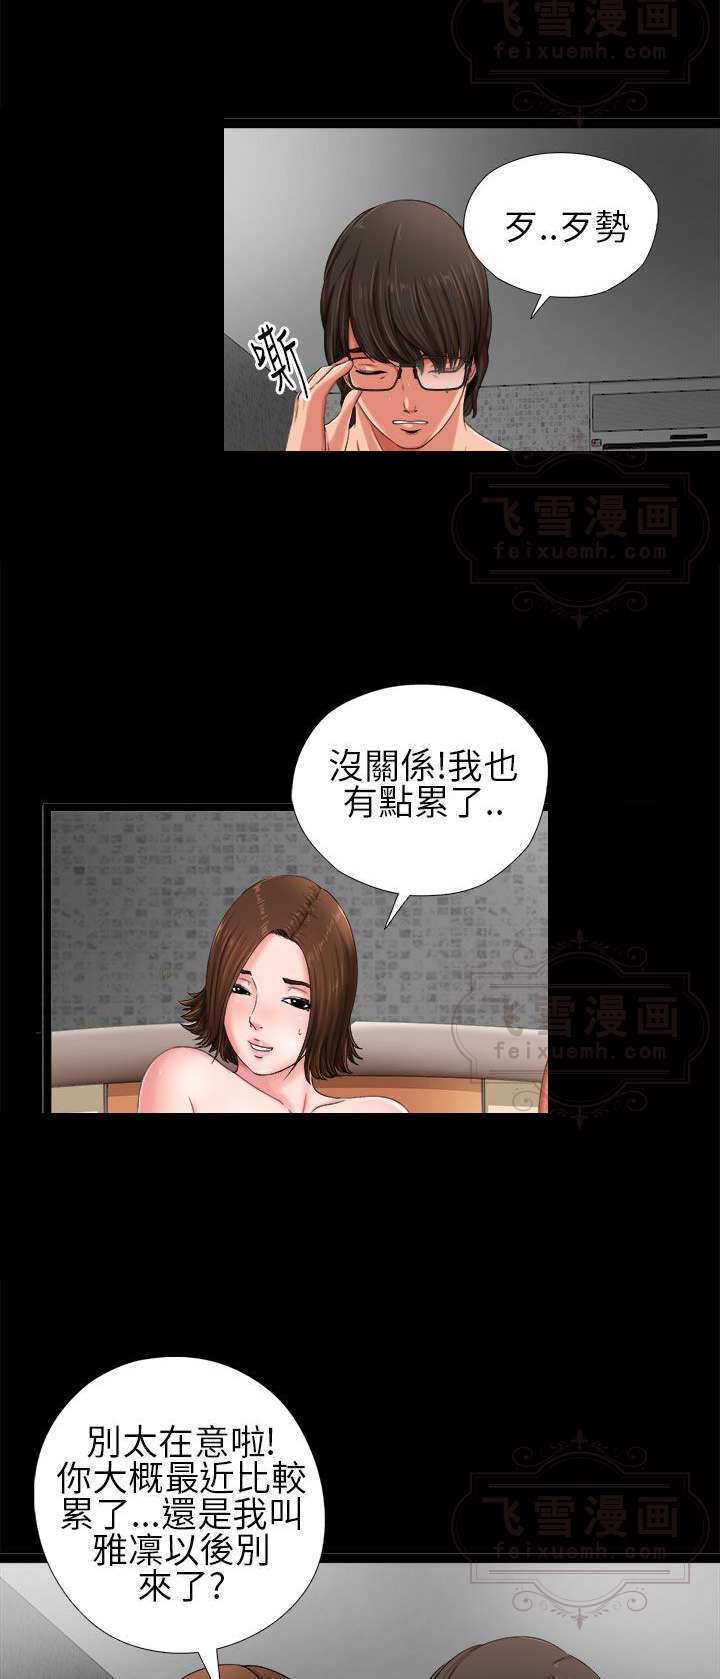 飞雪漫画
feixuemh.com
歹..歹勢
嘶
飞雪漫画
feixuemh.com
沒關係!我也
有點累了..
飞雪漫画
feixuemh.com
別太在意啦!
你大概最近比較
累了...還是我叫
雅凜以後別
來了?
飞雪漫画
feixuemh.com